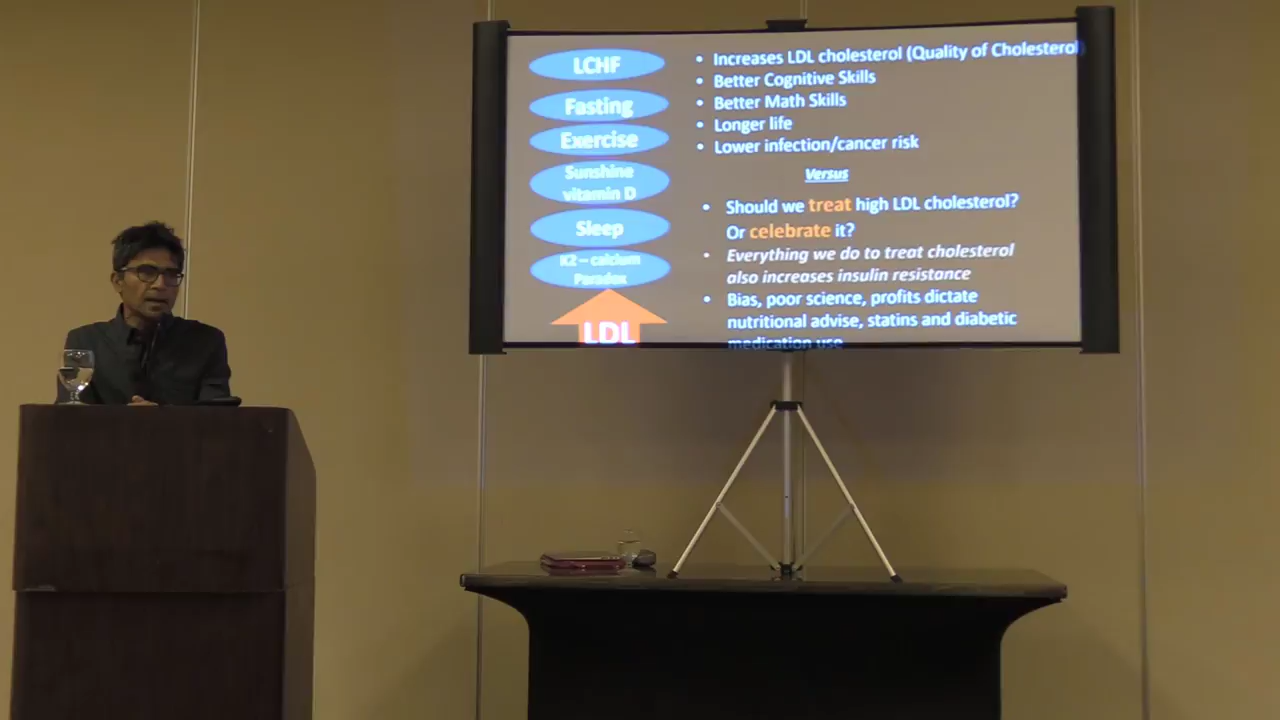 LCHF
Fasting
Exercise
Sunshine
vitamin D
Sleep
K2 – calcium
Paradox
LDL
• Increases LDL cholesterol (Quality of Cholesterol)
• Better Cognitive Skills
• Better Math Skills
• Longer life
• Lower infection/cancer risk
Versus
• Should we treat high LDL cholesterol?
Or celebrate it?
• Everything we do to treat cholesterol
also increases insulin resistance
• Bias, poor science, profits dictate
nutritional advise, statins and diabetic
medication use